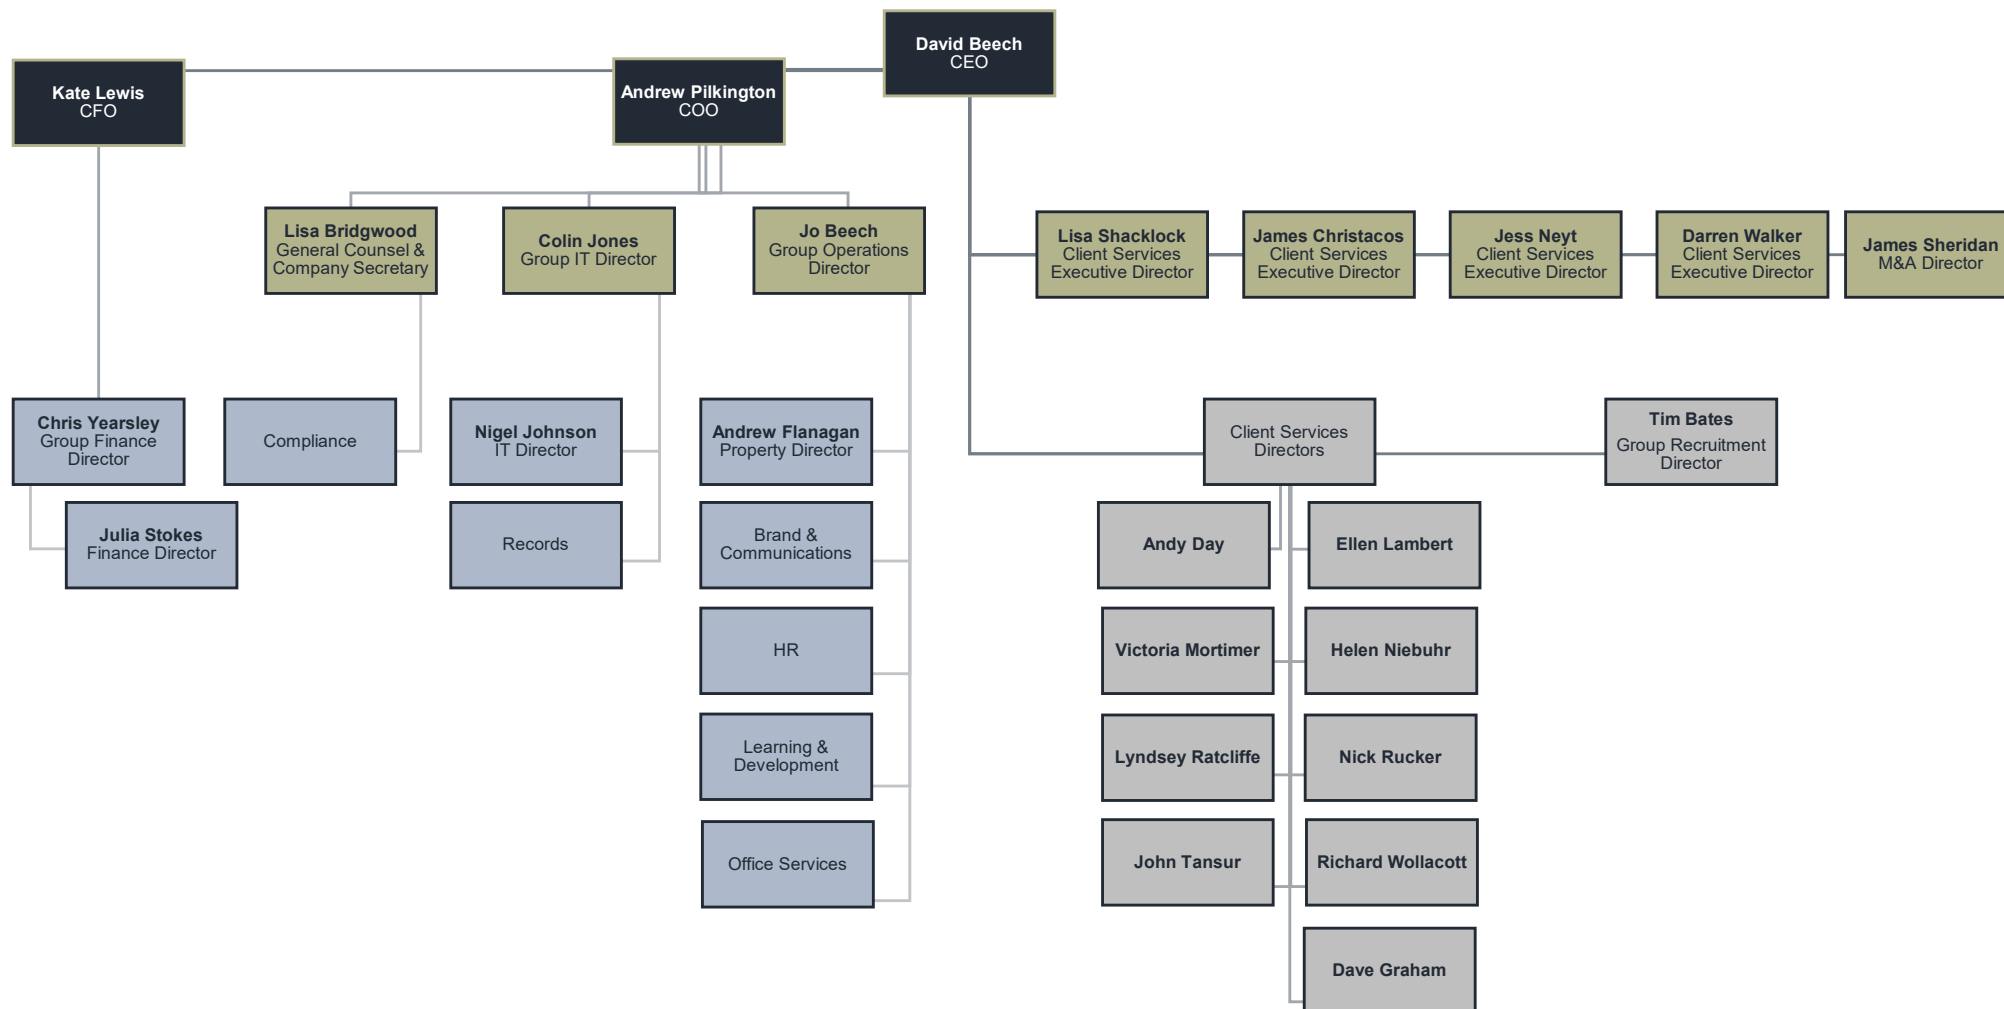 David Beech
CEO
Kate Lewis
CFO
Andrew Pilkington
COO
Lisa Bridgwood
General Counsel &
Company Secretary
Colin Jones
Group IT Director
Jo Beech
Group Operations
Director
Lisa Shacklock
Client Services
Executive Director
James Christacos
Client Services
Executive Director
Jess Neyt
Client Services
Executive Director
Darren Walker
Client Services
Executive Director
James Sheridan
M&A Director
Chris Yearsley
Group Finance
Director
Compliance
Nigel Johnson
IT Director
Andrew Flanagan
Property Director
Client Services
Directors
Tim Bates
Group Recruitment
Director
Julia Stokes
Finance Director
Records
Brand &
Communications
Andy Day
Ellen Lambert
HR
Victoria Mortimer
Helen Niebuhr
Learning &
Development
Lyndsey Ratcliffe
Nick Rucker
Office Services
John Tansur
Richard Wollacott
Dave Graham